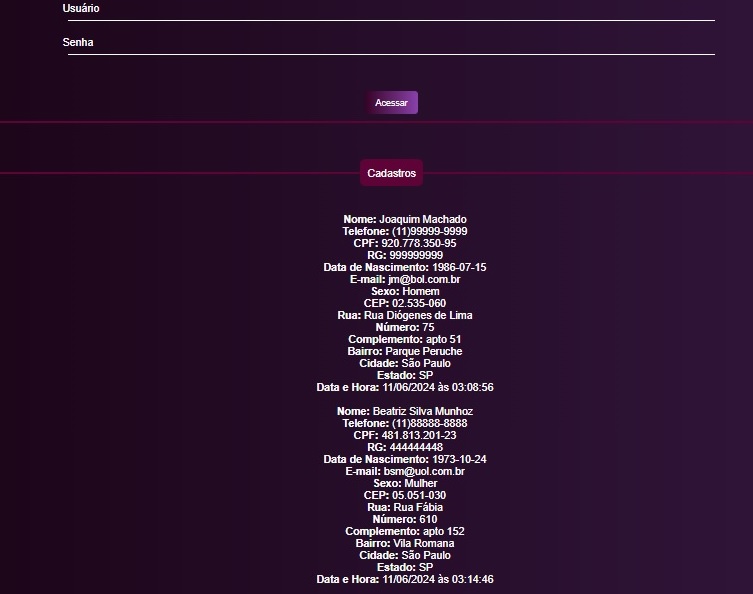 Usuário
Senha
Acessar
Cadastros
Nome: Joaquim Machado
Telefone: (11)99999-9999
CPF: 920.778.350-95
RG: 999999999
Data de Nascimento: 1986-07-15
E-mail: jm@bol.com.br
Sexo: Homem
CEP: 02.535-060
Rua: Rua Diógenes de Lima
Número: 75
Complemento: apto 51
Bairro: Parque Peruche
Cidade: São Paulo
Estado: SP
Data e Hora: 11/06/2024 às 03:08:56
Nome: Beatriz Silva Munhoz
Telefone: (11)88888-8888
CPF: 481.813.201-23
RG: 444444448
Data de Nascimento: 1973-10-24
E-mail: bsm@uol.com.br
Sexo: Mulher
CEP: 05.051-030
Rua: Rua Fábia
Número: 610
Complemento: apto 152
Bairro: Vila Romana
Cidade: São Paulo
Estado: SP
Data e Hora: 11/06/2024 às 03:14:46